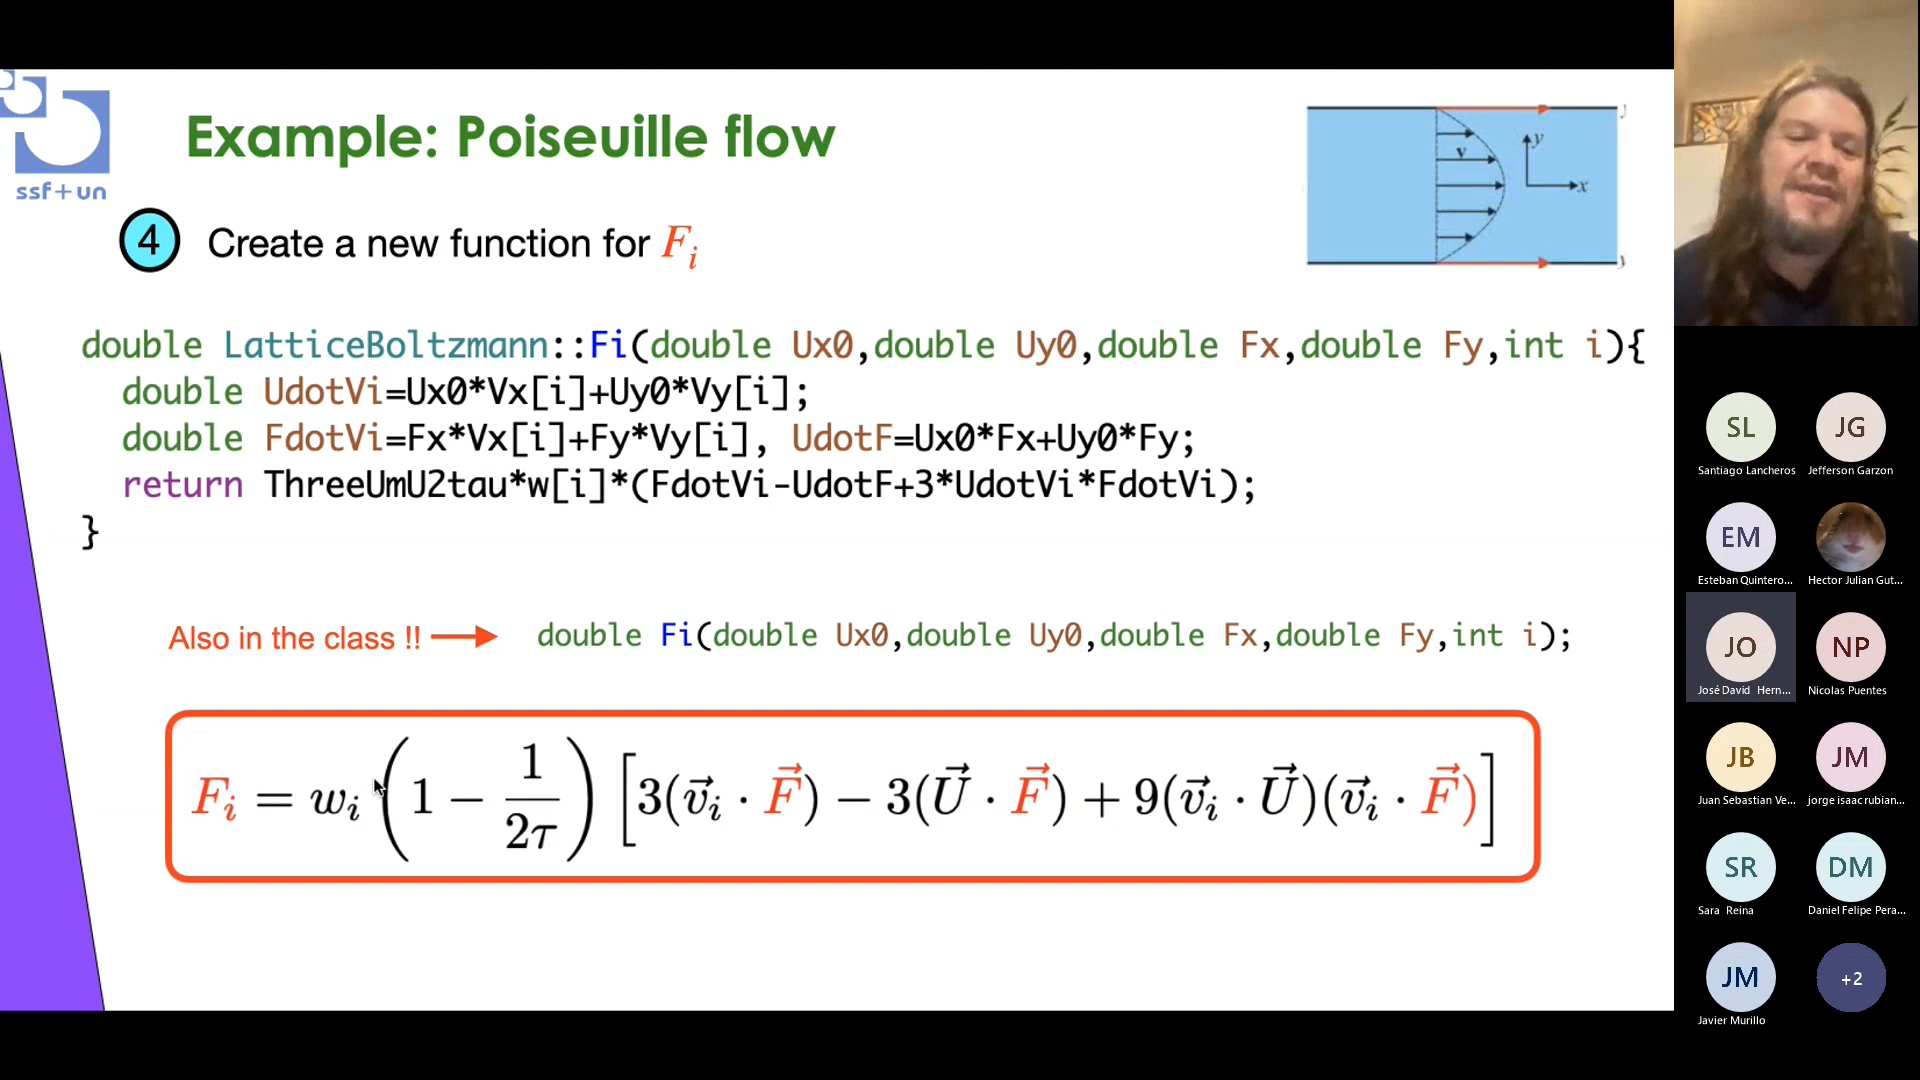 ssf+un
Example: Poiseuille flow
v
y
x
4 Create a new function for F_i
double LatticeBoltzmann::Fi(double Ux0,double Uy0,double Fx,double Fy,int i){
double UdotVi=Ux0*Vx[i]+Uy0*Vy[i];
double FdotVi=Fx*Vx[i]+Fy*Vy[i], UdotF=Ux0*Fx+Uy0*Fy;
return ThreeUmU2tau*w[i]*(FdotVi-UdotF+3*UdotVi*FdotVi);
}
Also in the class !! → double Fi(double Ux0,double Uy0,double Fx,double Fy,int i);
F_i = w_i (1 − 1/2τ) [3(v⃗_i · F⃗) − 3(U⃗ · F⃗) + 9(v⃗_i · U⃗)(v⃗_i · F⃗)]
SL
Santiago Lancheros
JG
Jefferson Garzon
EM
Esteban Quintero...
Hector Julian Gut...
JO
José David Hern...
NP
Nicolas Puentes
JB
Juan Sebastian Ve...
JM
jorge isaac rubian...
SR
Sara Reina
DM
Daniel Felipe Pera...
JM
Javier Murillo
+2